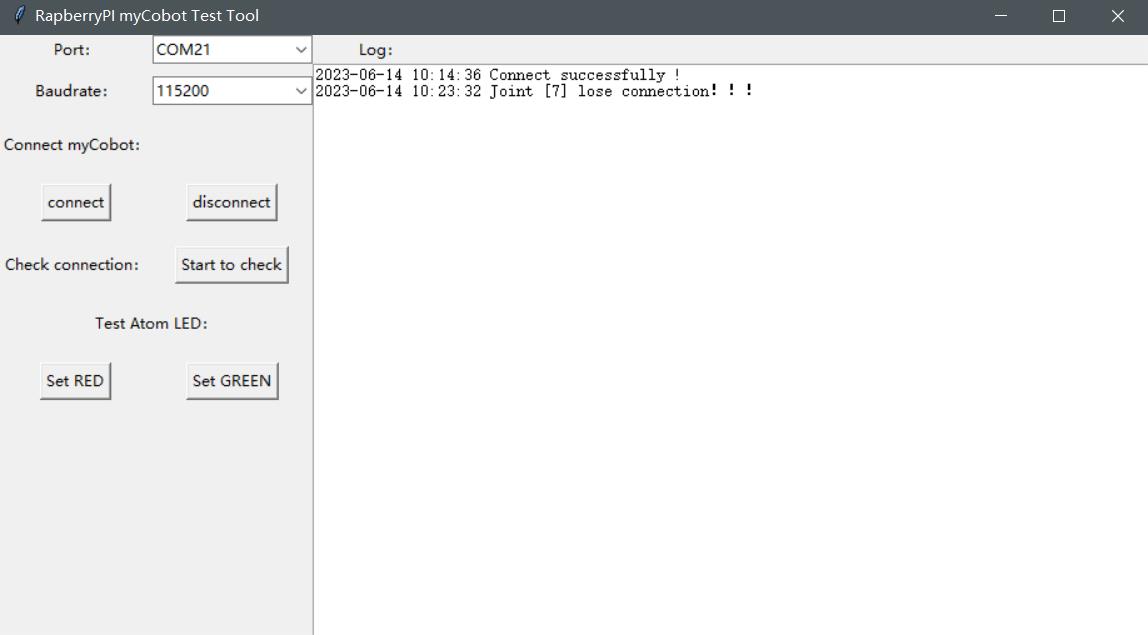 RapberryPI myCobot Test Tool
Port:
COM21
Log:
2023-06-14 10:14:36 Connect successfully !
Baudrate:
115200
2023-06-14 10:23:32 Joint [7] lose connection！！！
Connect myCobot:
connect
disconnect
Check connection:
Start to check
Test Atom LED:
Set RED
Set GREEN